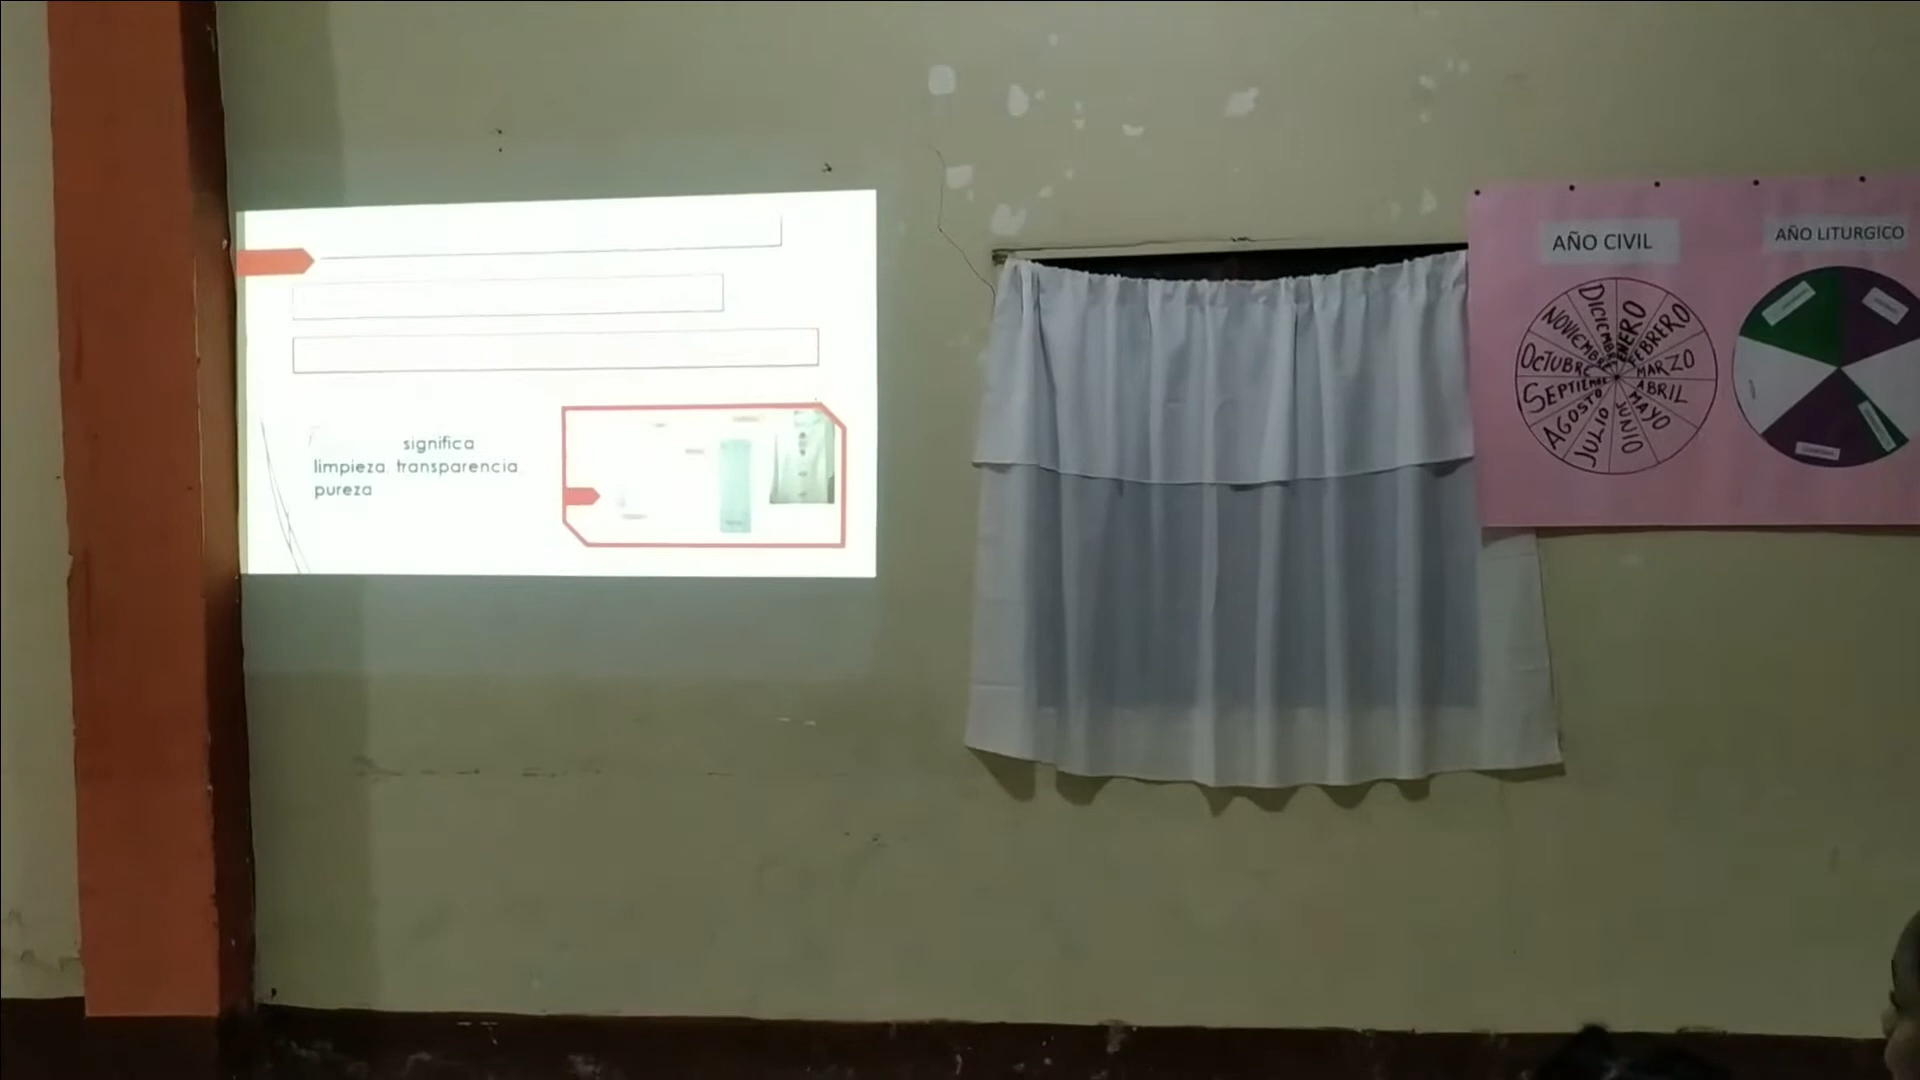 significa
limpieza, transparencia,
pureza
AÑO CIVIL
ENERO
FEBRERO
MARZO
ABRIL
MAYO
JUNIO
JULIO
AGOSTO
SEPTIEMBRE
OCTUBRE
NOVIEMBRE
DICIEMBRE
AÑO LITURGICO